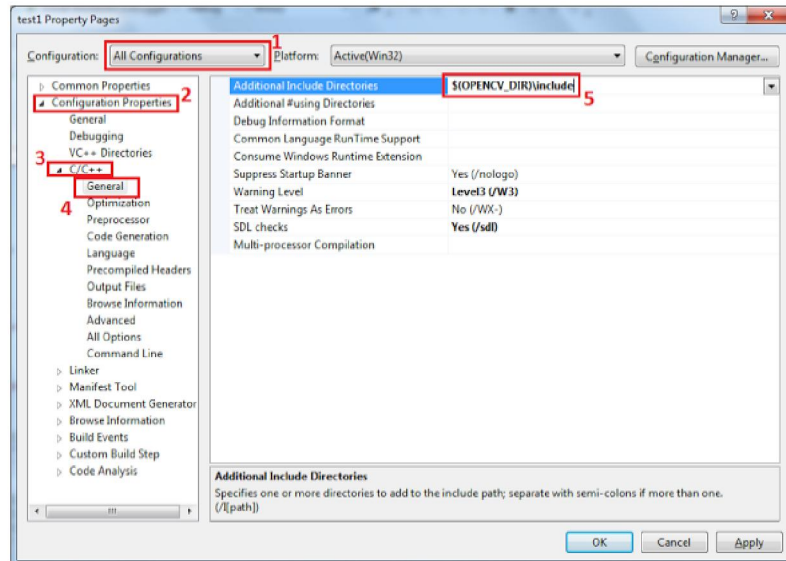 test1 Property Pages
Configuration: All Configurations 1 Platform: Active(Win32) Configuration Manager...
Common Properties
Configuration Properties 2
General
Debugging
VC++ Directories
3 C/C++
General
4 Optimization
Preprocessor
Code Generation
Language
Precompiled Headers
Output Files
Browse Information
Advanced
All Options
Command Line
Linker
Manifest Tool
XML Document Generator
Browse Information
Build Events
Custom Build Step
Code Analysis
Additional Include Directories $(OPENCV_DIR)\include 5
Additional #using Directories
Debug Information Format
Common Language RunTime Support
Consume Windows Runtime Extension
Suppress Startup Banner Yes (/nologo)
Warning Level Level3 (/W3)
Treat Warnings As Errors No (/WX-)
SDL checks Yes (/sdl)
Multi-processor Compilation
Additional Include Directories
Specifies one or more directories to add to the include path; separate with semi-colons if more than one.
(/I[path])
OK Cancel Apply